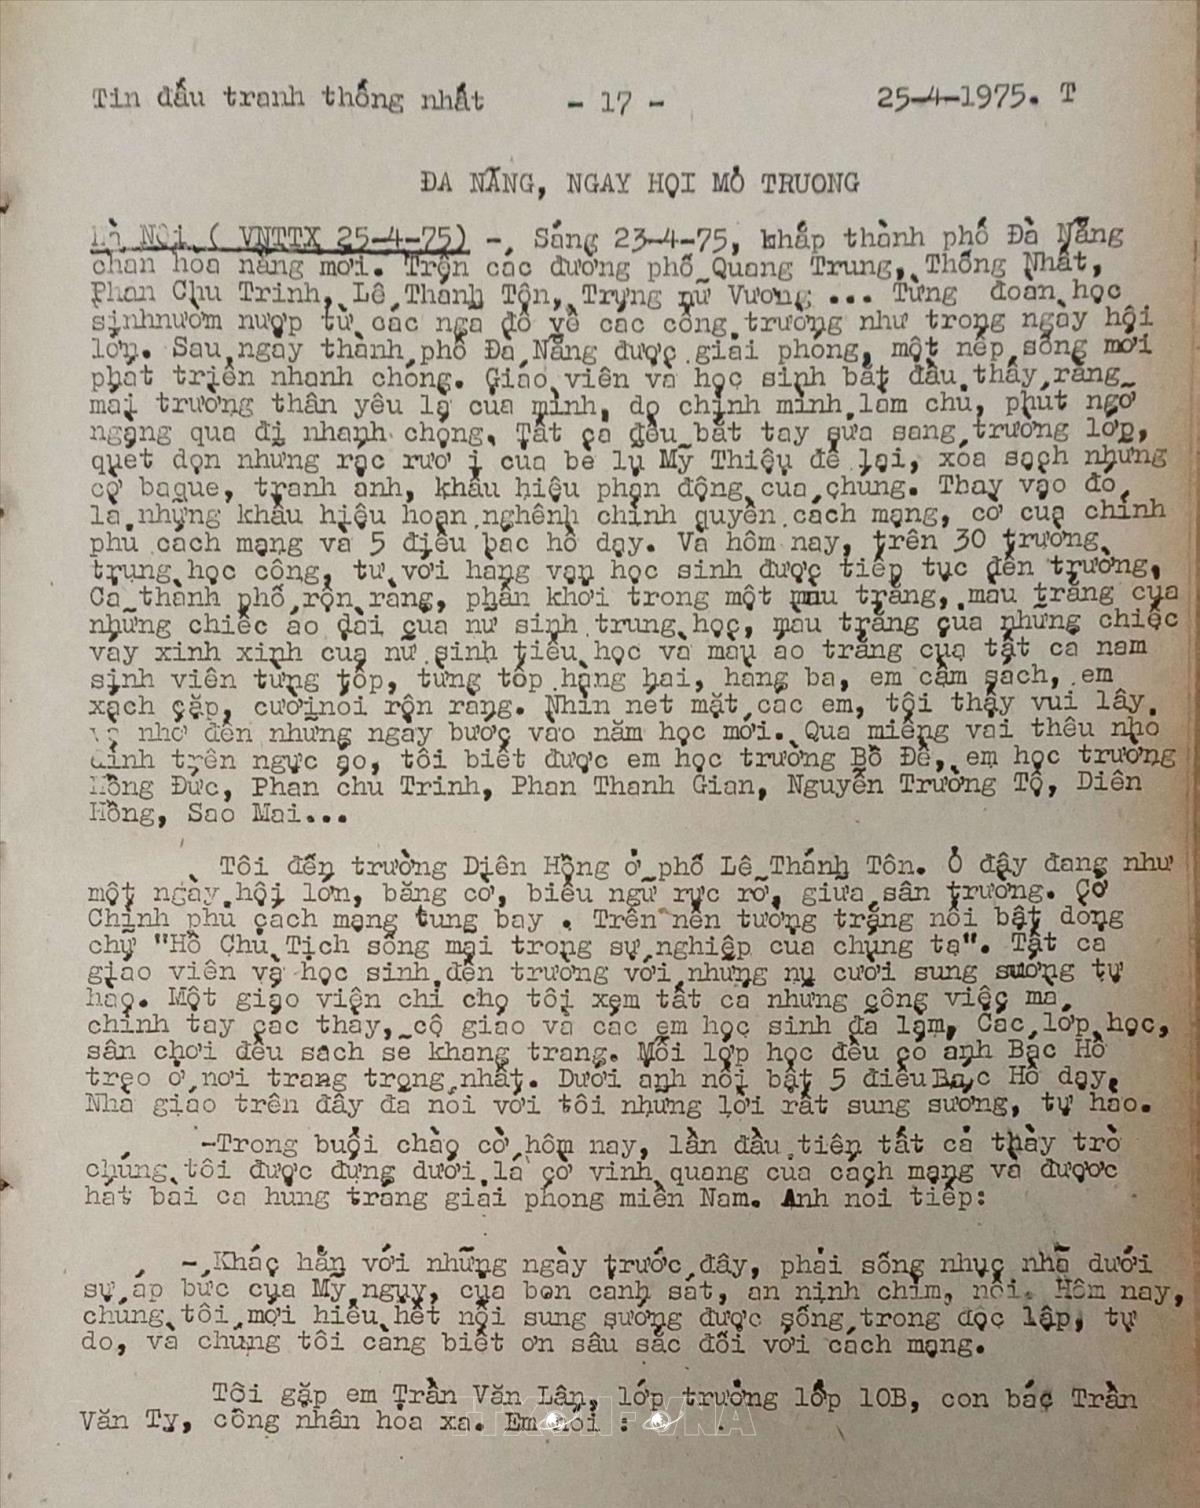 Tin đấu tranh thống nhất - 17 - 25-4-1975. T
ĐA NẴNG, NGAY HỘI MỞ TRUONG
Hà Nội ( VNTTX 25-4-75) -, Sáng 23-4-75, khắp thành phố Đà Nẵng
chan hòa nắng mới. Trên các đường phố Quang Trung, Thống Nhất,
Phan Chu Trinh, Lê Thánh Tôn, Trưng nữ Vương ... Từng đoàn học
sinhnườm nượp từ các ngả đổ về các cổng trường như trong ngày hội
lớn. Sau ngày thành phố Đà Nẵng được giải phóng, một nếp sống mới
phát triển nhanh chóng. Giáo viên và học sinh bắt đầu thấy rằng
mái trường thân yêu là của mình, do chính mình làm chủ, phút ngỡ
ngàng qua đi nhanh chóng. Tất cả đều bắt tay sửa sang trường lớp,
quét dọn những rác rưở i của bè lũ Mỹ Thiệu để lại, xóa sạch những
cờ baque, tranh ảnh, khẩu hiệu phản động của chúng. Thay vào đó
là những khẩu hiệu hoan nghênh chính quyền cách mạng, cờ của chính
phủ cách mạng và 5 điều bác hồ dạy. Và hôm nay, trên 30 trường
trung học công, tư với hàng vạn học sinh được tiếp tục đến trường,
Cả thành phố rộn ràng, phấn khởi trong một màu trắng, màu trắng của
những chiếc áo dài của nữ sinh trung học, màu trắng của những chiếc
váy xinh xinh của nữ sinh tiểu học và màu áo trắng của tất cả nam
sinh viên từng tốp, từng tốp hàng hai, hàng ba, em cầm sách, em
xách cặp, cườinói rộn ràng. Nhìn nét mặt các em, tôi thấy vui lây
và nhớ đến những ngày bước vào năm học mới. Qua miếng vải thêu nhỏ
đính trên ngực áo, tôi biết được em học trường Bồ Đề, em học trường
Hồng Đức, Phan chu Trinh, Phan Thanh Gian, Nguyễn Trường Tộ, Diên
Hồng, Sao Mai...
Tôi đến trường Diên Hồng ở phố Lê Thánh Tôn. Ở đây đang như
một ngày hội lớn, băng cờ, biểu ngữ rực rỡ, giữa sân trường. Cờ
Chính phủ cách mạng tung bay . Trên nền tường trắng nổi bật dòng
chữ "Hồ Chủ Tịch sống mãi trong sự nghiệp của chúng ta". Tất cả
giáo viên và học sinh đến trường với những nụ cười sung sướng tự
hào. Một giáo viên chỉ cho tôi xem tất cả những công việc mà
chính tay các thầy, cô giáo và các em học sinh đã làm, Các lớp học,
sân chơi đều sạch sẽ khang trang. Mỗi lớp học đều có ảnh Bác Hồ
treo ở nơi trang trọng nhất. Dưới ảnh nổi bật 5 điềuBác Hồ dạy.
Nhà giáo trên đây đã nói với tôi những lời rất sung sướng, tự hào.
-Trong buổi chào cờ hôm nay, lần đầu tiên tất cả thầy trò
chúng tôi được đứng dưới lá cờ vinh quang của cách mạng và đượợc
hát bài ca hùng tráng giải phóng miền Nam. Anh nói tiếp:
- Khác hẳn với những ngày trước đây, phải sống nhục nhã dưới
sự áp bức của Mỹ ngụy, của bọn cảnh sát, an ninh chìm, nổi. Hôm nay,
chúng tôi mới hiểu hết nỗi sung sướng được sống trong độc lập, tự
do, và chúng tôi càng biết ơn sâu sắc đối với cách mạng.
Tôi gặp em Trần Văn Lân, lớp trưởng lớp 10B, con bác Trần
Văn Ty, công nhân hỏa xa. Em nói :